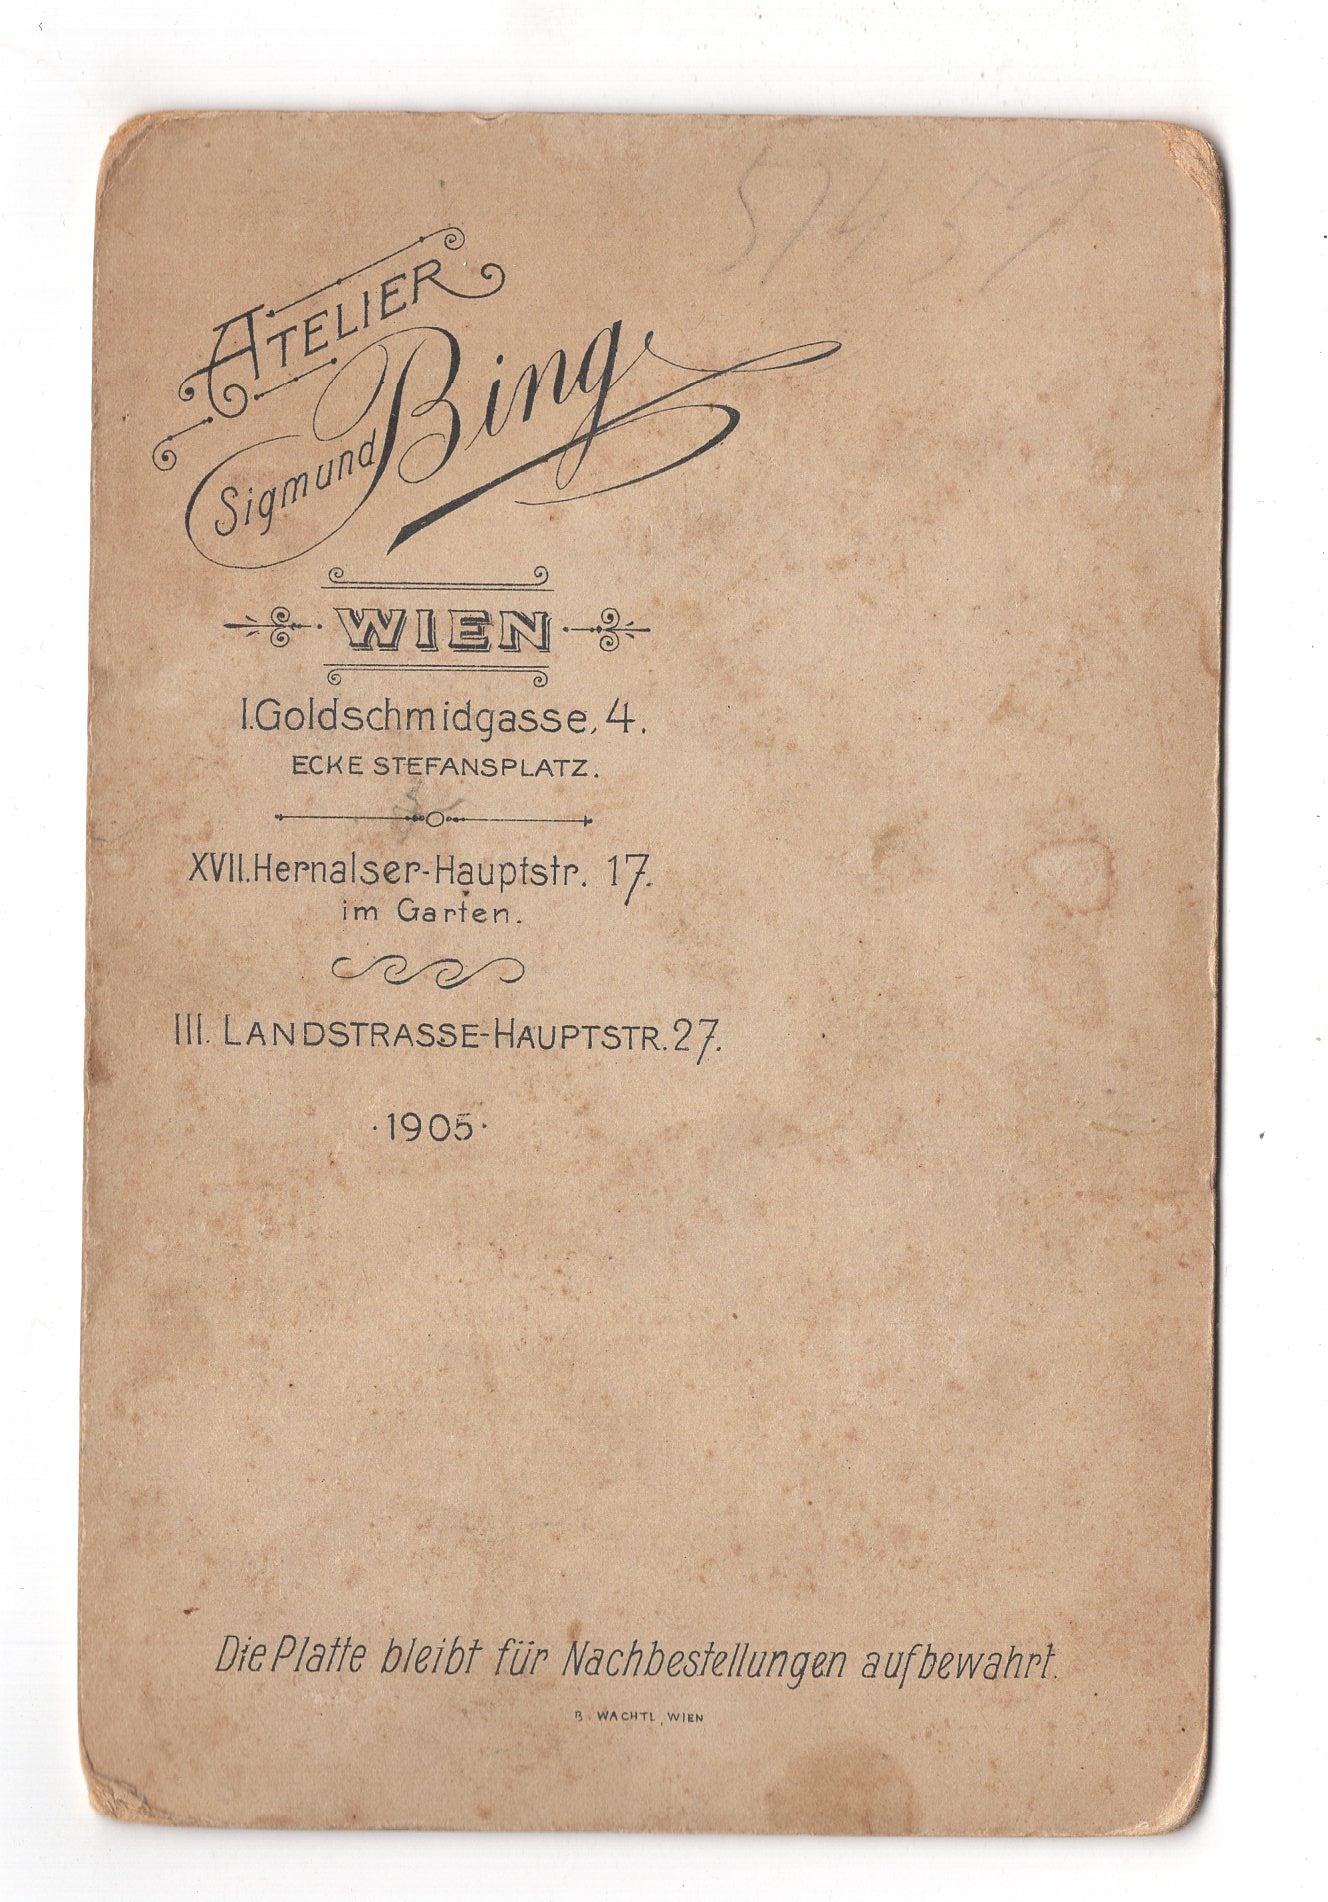 57459
ATELIER
Sigmund Bing
WIEN
I. Goldschmidgasse, 4.
ECKE STEFANSPLATZ.
XVII. Hernalser-Hauptstr. 17.
im Garten.
III. LANDSTRASSE-HAUPTSTR. 27.
·1905·
Die Platte bleibt für Nachbestellungen aufbewahrt.
B. WACHTL, WIEN